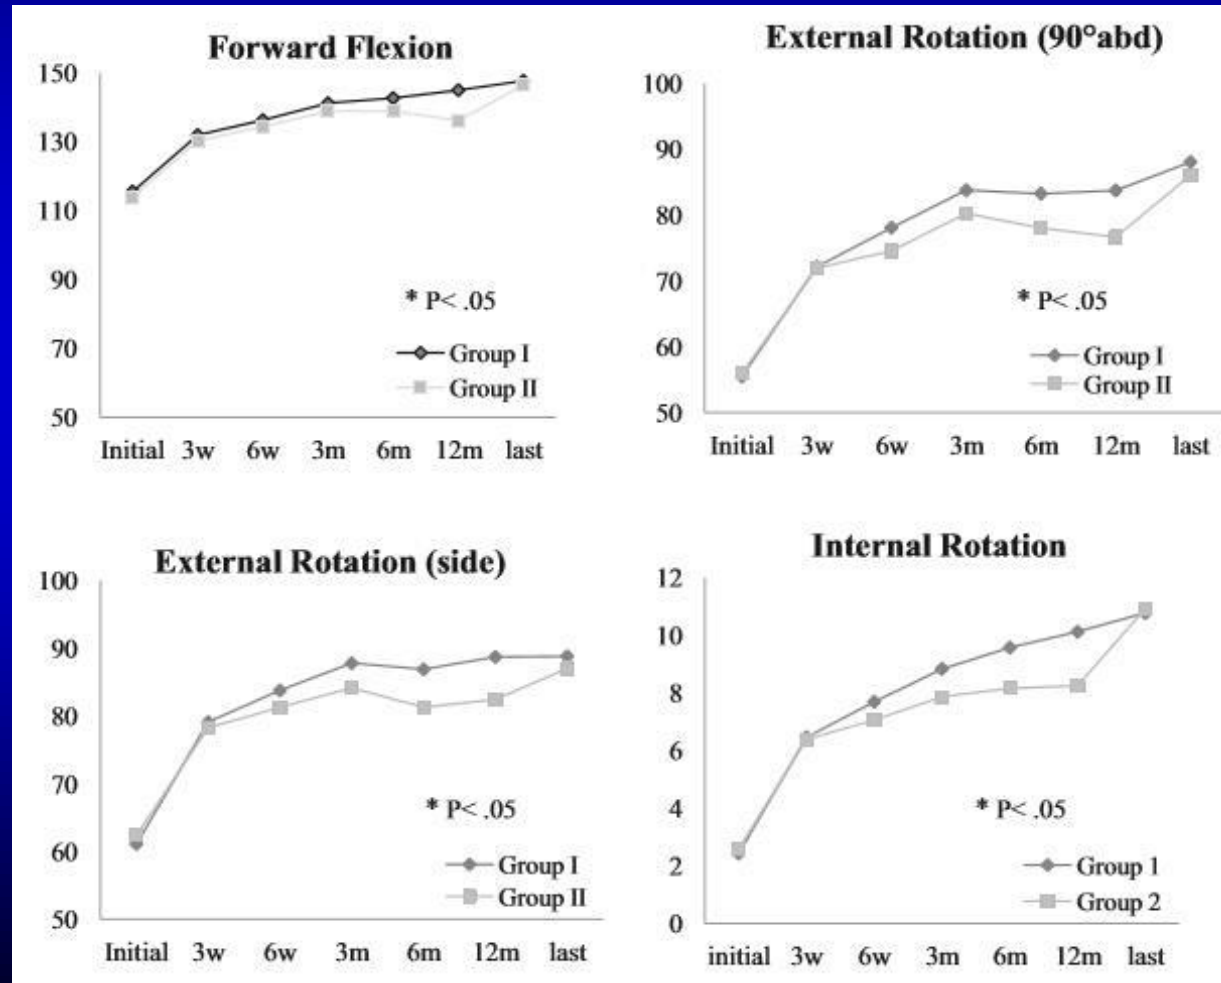 Forward Flexion
150
130
110
90
70
50
* P< .05
Group I
Group II
Initial 3w 6w 3m 6m 12m last
External Rotation (90°abd)
100
90
80
70
60
50
* P< .05
Group I
Group II
Initial 3w 6w 3m 6m 12m last
External Rotation (side)
100
90
80
70
60
50
* P< .05
Group I
Group II
Initial 3w 6w 3m 6m 12m last
Internal Rotation
12
10
8
6
4
2
0
* P< .05
Group 1
Group 2
initial 3w 6w 3m 6m 12m last